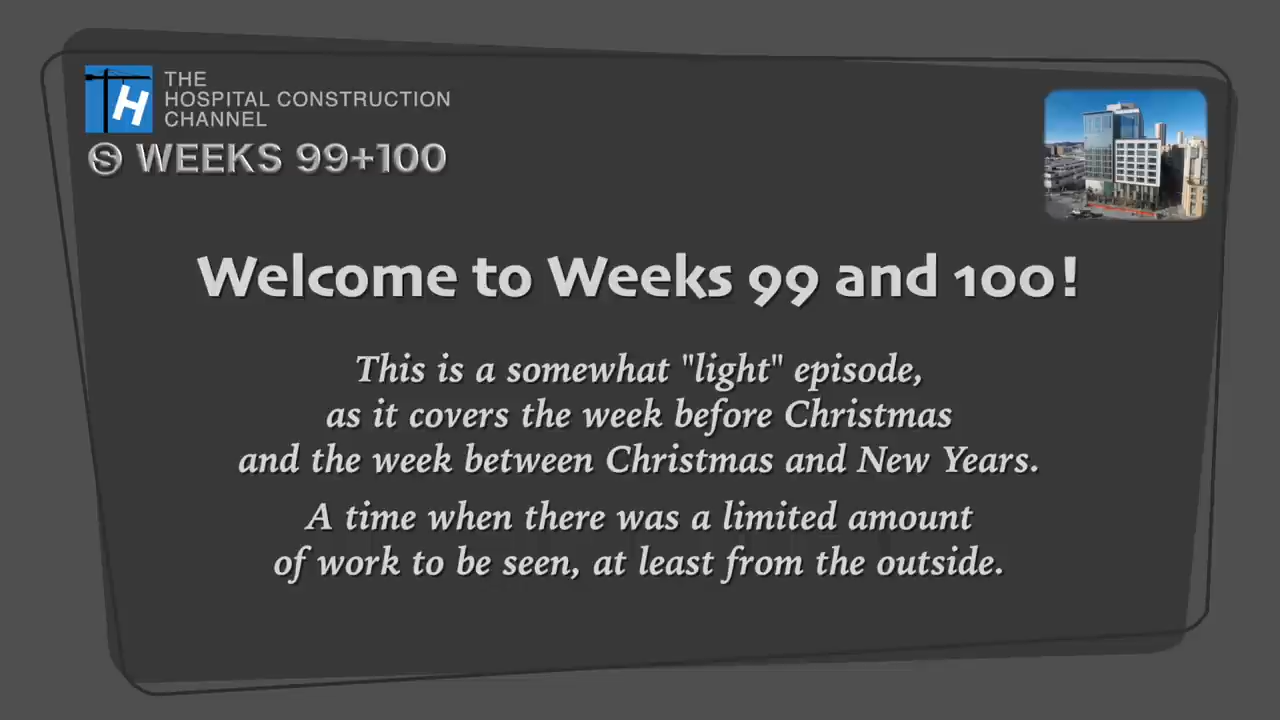 THE
HOSPITAL CONSTRUCTION
CHANNEL
H
S WEEKS 99+100
Welcome to Weeks 99 and 100!
This is a somewhat "light" episode,
as it covers the week before Christmas
and the week between Christmas and New Years.
A time when there was a limited amount
of work to be seen, at least from the outside.